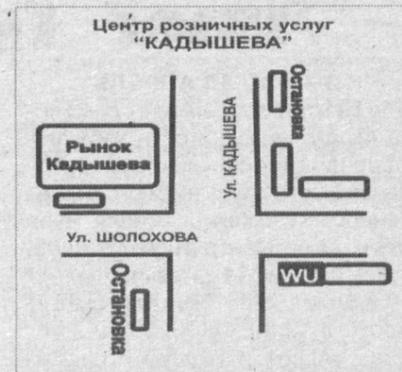 Центр розничных услуг
“КАДЫШЕВА”
Остановка
Ул. КАДЫШЕВА
Рынок
Кадышева
Ул. ШОЛОХОВА
WU
Остановка